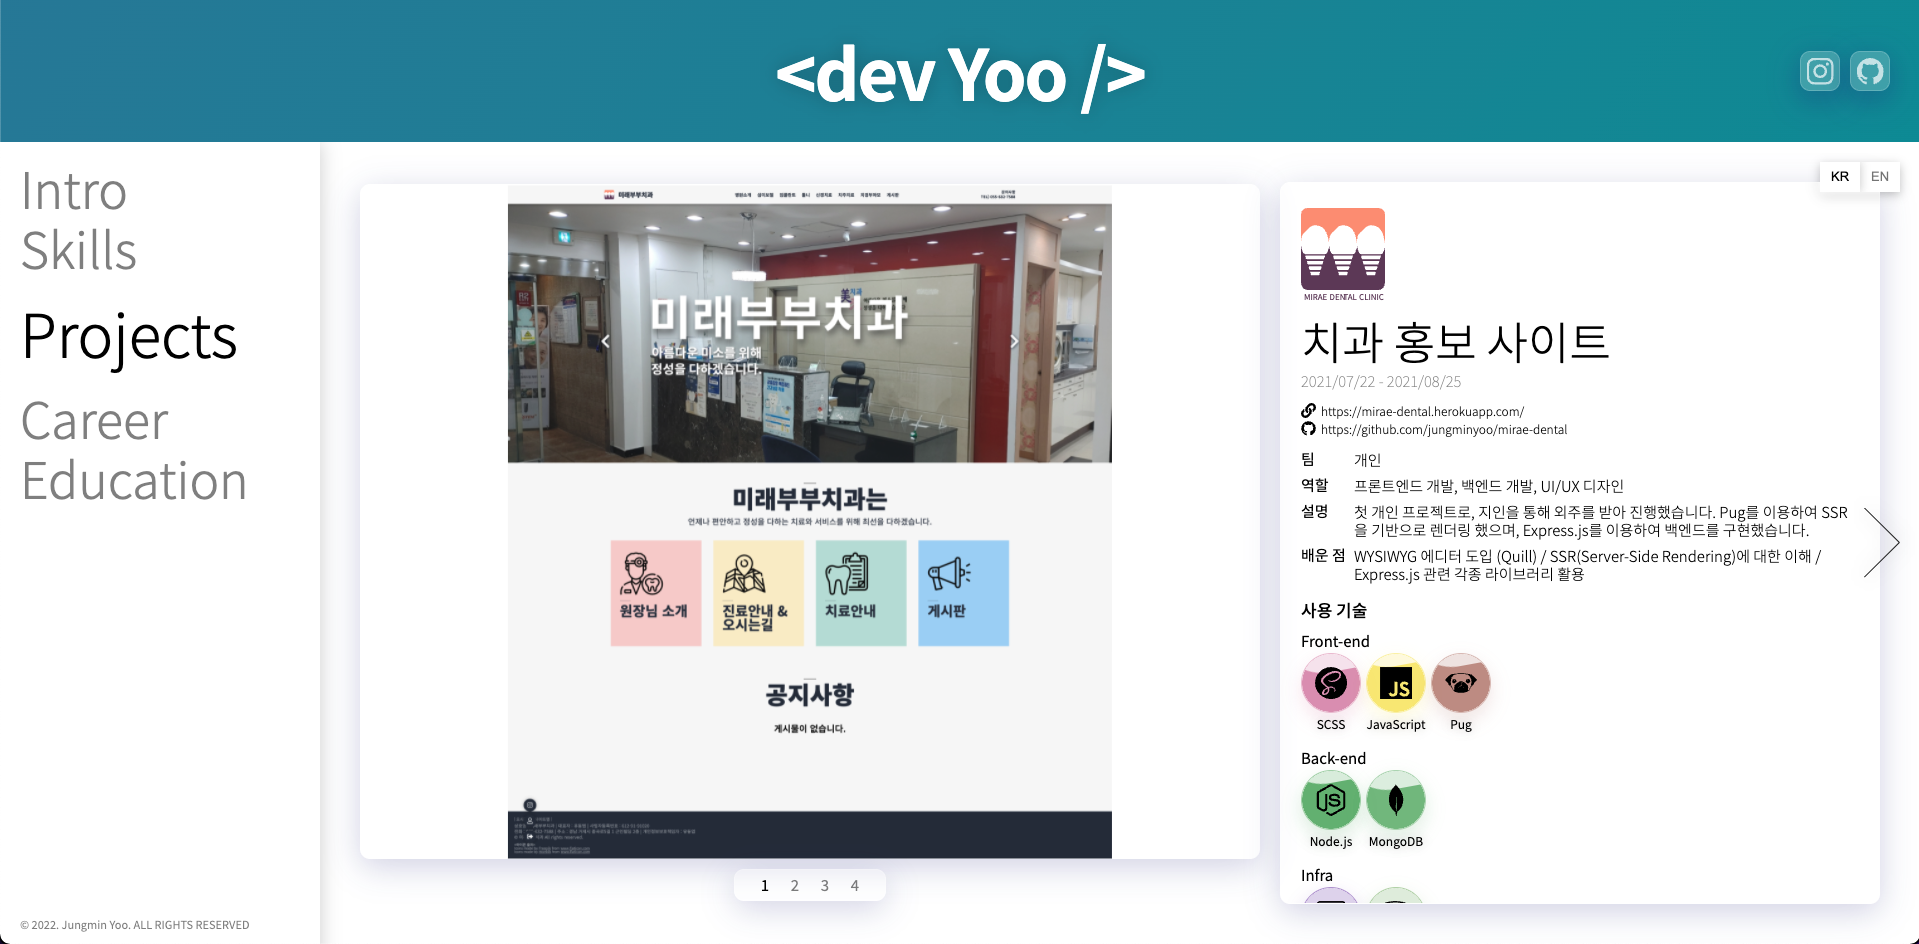 <dev Yoo />
Intro
Skills
Projects
Career
Education
© 2022. Jungmin Yoo. ALL RIGHTS RESERVED
미래부부치과
미래부부치과
아름다운 미소를 위해
정성을 다하겠습니다.
미래부부치과는
언제나 편안하고 정성을 다하는 치료와 서비스를 위해 최선을 다하겠습니다.
원장님 소개
진료안내 &
오시는길
치료안내
게시판
공지사항
게시물이 없습니다.
1 2 3 4
KR EN
MIRAE DENTAL CLINIC
치과 홍보 사이트
2021/07/22 - 2021/08/25
https://mirae-dental.herokuapp.com/
https://github.com/jungminyoo/mirae-dental
팀 개인
역할 프론트엔드 개발, 백엔드 개발, UI/UX 디자인
설명 첫 개인 프로젝트로, 지인을 통해 외주를 받아 진행했습니다. Pug를 이용하여 SSR
을 기반으로 렌더링 했으며, Express.js를 이용하여 백엔드를 구현했습니다.
배운 점 WYSIWYG 에디터 도입 (Quill) / SSR(Server-Side Rendering)에 대한 이해 /
Express.js 관련 각종 라이브러리 활용
사용 기술
Front-end
JS
SCSS JavaScript Pug
Back-end
JS
Node.js MongoDB
Infra